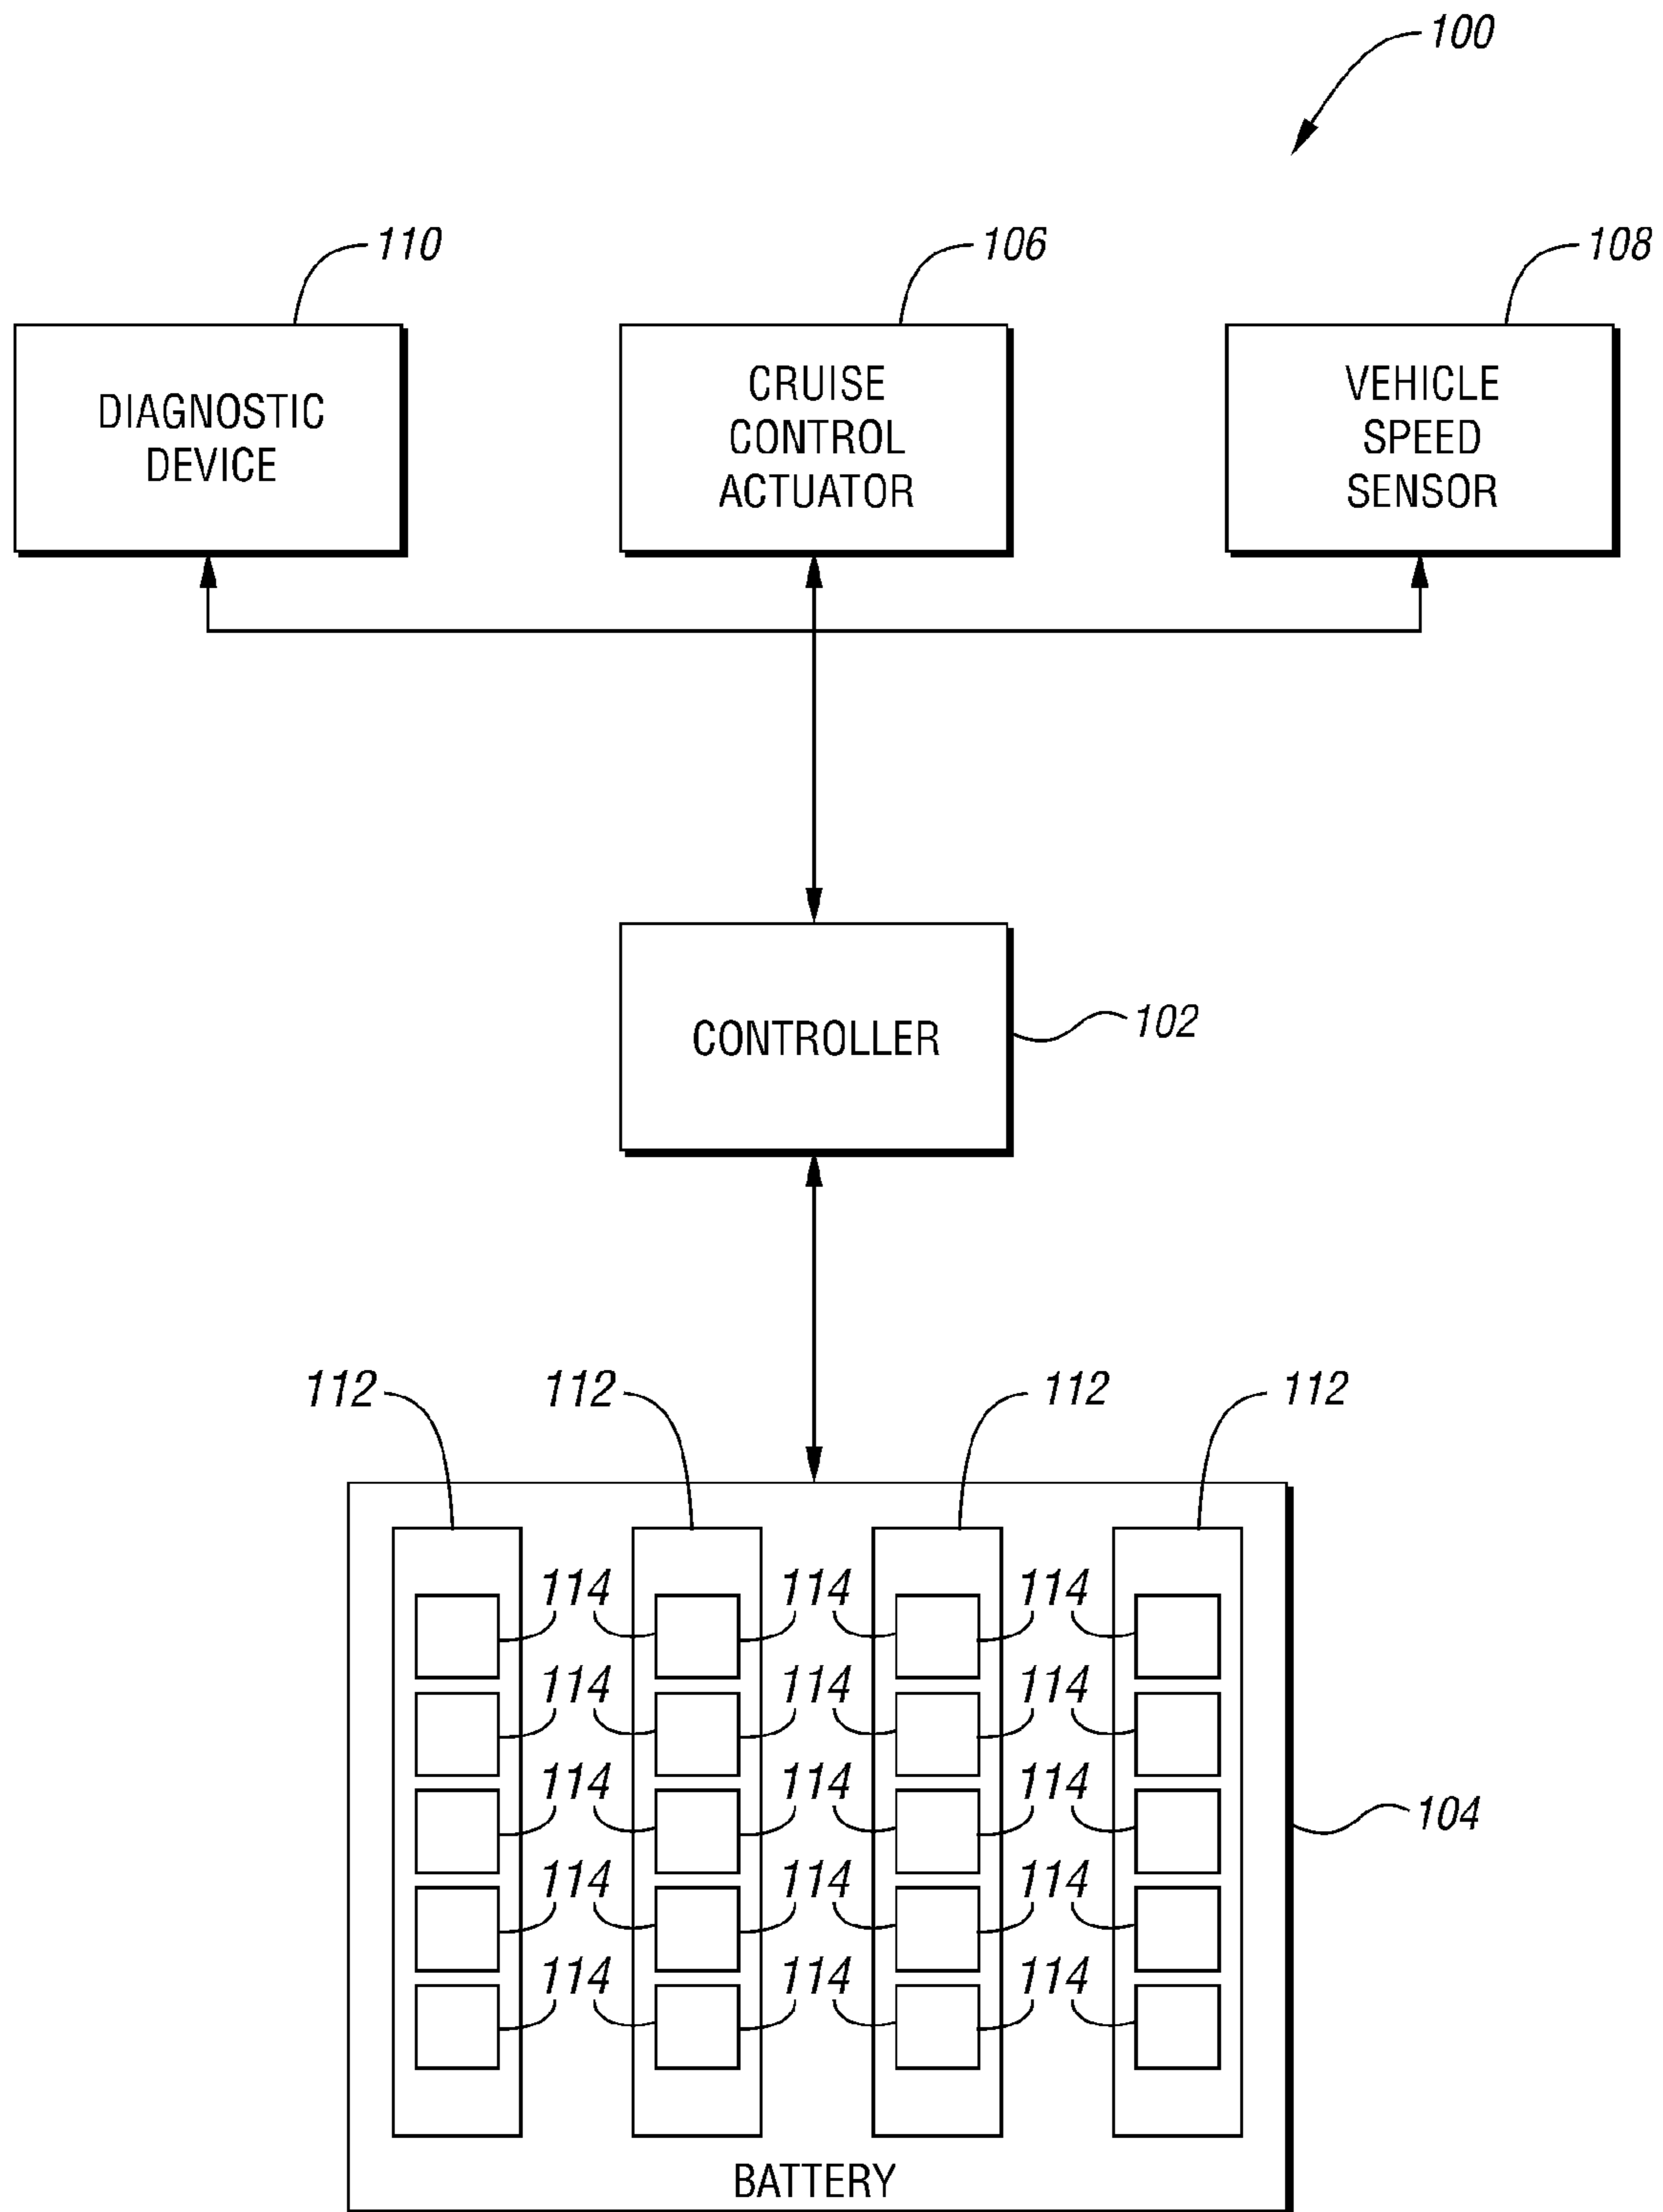 100
110
106
108
DIAGNOSTIC
DEVICE
CRUISE
CONTROL
ACTUATOR
VEHICLE
SPEED
SENSOR
CONTROLLER
102
112 112 112 112
114 114 114
114 114 114
114 114 114
104
114 114 114
114 114 114
BATTERY